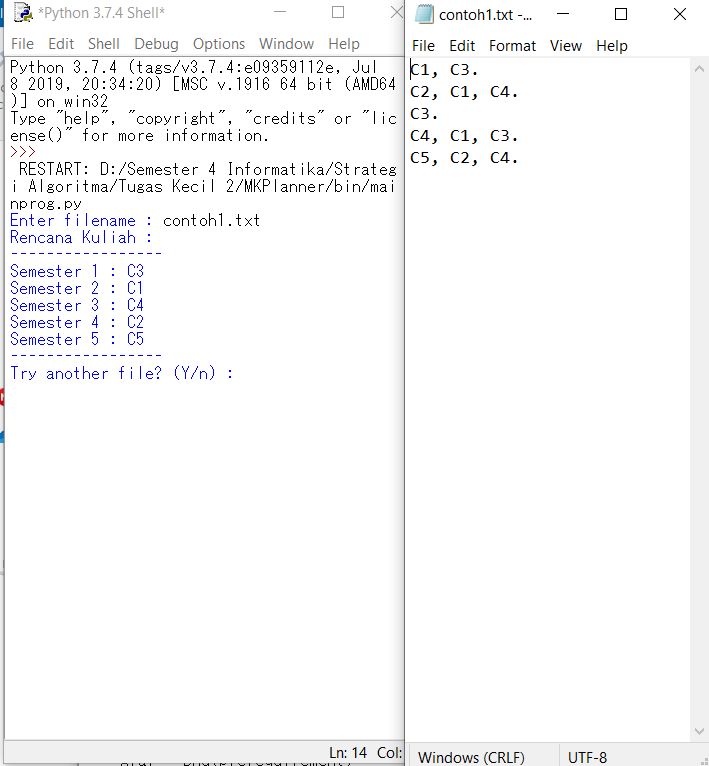 *Python 3.7.4 Shell*
File Edit Shell Debug Options Window Help
Python 3.7.4 (tags/v3.7.4:e09359112e, Jul
8 2019, 20:34:20) [MSC v.1916 64 bit (AMD64
)] on win32
Type "help", "copyright", "credits" or "lic
ense()" for more information.
>>>
RESTART: D:/Semester 4 Informatika/Strateg
i Algoritma/Tugas Kecil 2/MKPlanner/bin/mai
nprog.py
Enter filename : contoh1.txt
Rencana Kuliah :
-----------------
Semester 1 : C3
Semester 2 : C1
Semester 3 : C4
Semester 4 : C2
Semester 5 : C5
-----------------
Try another file? (Y/n) :
Ln: 14 Col:
contoh1.txt -...
File Edit Format View Help
C1, C3.
C2, C1, C4.
C3.
C4, C1, C3.
C5, C2, C4.
Windows (CRLF) UTF-8